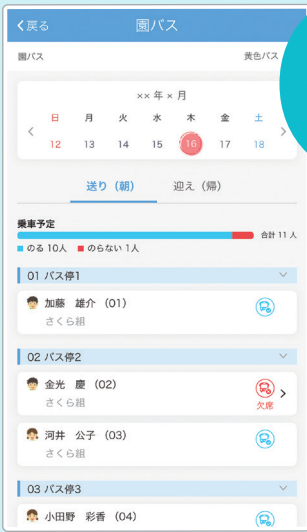 戻る 園バス
園バス 黄色バス
×× 年 × 月
日 月 火 水 木 金 土
12 13 14 15 16 17 18
送り（朝） 迎え（帰）
乗車予定
合計 11 人
のる 10人 のらない 1人
01 バス停1
加藤 雄介 (01)
さくら組
02 バス停2
金光 慶 (02)
さくら組
欠席
河井 公子 (03)
さくら組
03 バス停3
小田野 彩香 (04)